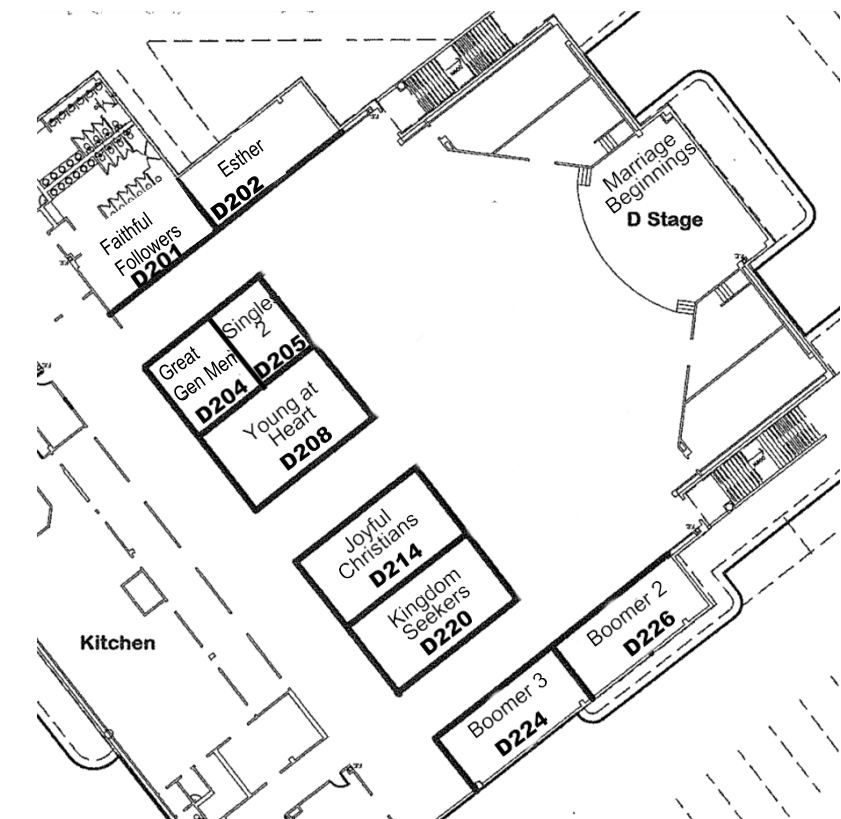 Esther
D202
Marriage
Beginnings
D Stage
Faithful
Followers
D201
Single
2
D205
Great
Gen Men
D204
Young at
Heart
D208
Joyful
Christians
D214
Kingdom
Seekers
D220
Kitchen
Boomer 2
D226
Boomer 3
D224